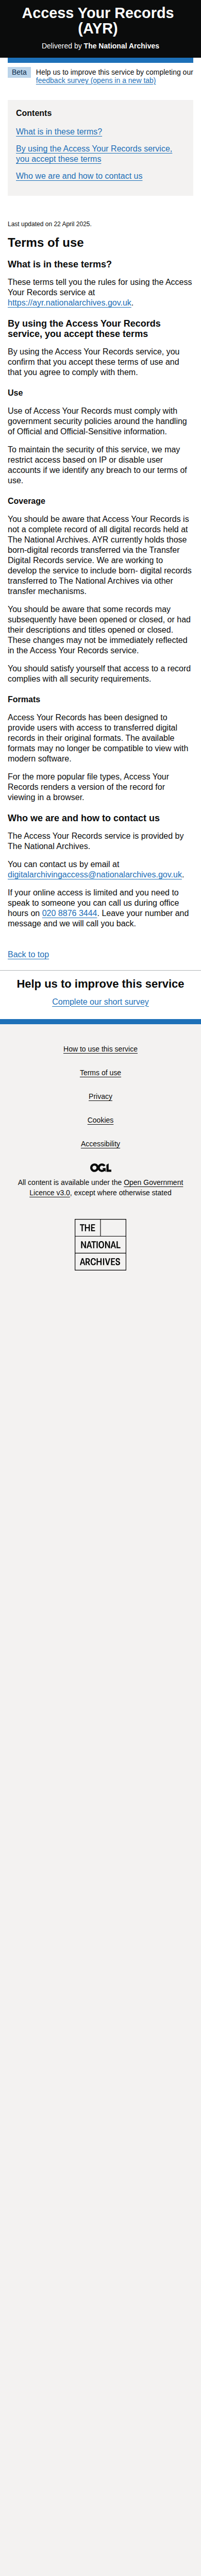 Access Your Records
(AYR)
Delivered by The National Archives
Beta Help us to improve this service by completing our
feedback survey (opens in a new tab)
Contents
What is in these terms?
By using the Access Your Records service,
you accept these terms
Who we are and how to contact us
Last updated on 22 April 2025.
Terms of use
What is in these terms?
These terms tell you the rules for using the Access
Your Records service at
https://ayr.nationalarchives.gov.uk.
By using the Access Your Records
service, you accept these terms
By using the Access Your Records service, you
confirm that you accept these terms of use and
that you agree to comply with them.
Use
Use of Access Your Records must comply with
government security policies around the handling
of Official and Official-Sensitive information.
To maintain the security of this service, we may
restrict access based on IP or disable user
accounts if we identify any breach to our terms of
use.
Coverage
You should be aware that Access Your Records is
not a complete record of all digital records held at
The National Archives. AYR currently holds those
born-digital records transferred via the Transfer
Digital Records service. We are working to
develop the service to include born- digital records
transferred to The National Archives via other
transfer mechanisms.
You should be aware that some records may
subsequently have been opened or closed, or had
their descriptions and titles opened or closed.
These changes may not be immediately reflected
in the Access Your Records service.
You should satisfy yourself that access to a record
complies with all security requirements.
Formats
Access Your Records has been designed to
provide users with access to transferred digital
records in their original formats. The available
formats may no longer be compatible to view with
modern software.
For the more popular file types, Access Your
Records renders a version of the record for
viewing in a browser.
Who we are and how to contact us
The Access Your Records service is provided by
The National Archives.
You can contact us by email at
digitalarchivingaccess@nationalarchives.gov.uk.
If your online access is limited and you need to
speak to someone you can call us during office
hours on 020 8876 3444. Leave your number and
message and we will call you back.
Back to top
Help us to improve this service
Complete our short survey
How to use this service
Terms of use
Privacy
Cookies
Accessibility
OGL
All content is available under the Open Government
Licence v3.0, except where otherwise stated
THE
NATIONAL
ARCHIVES